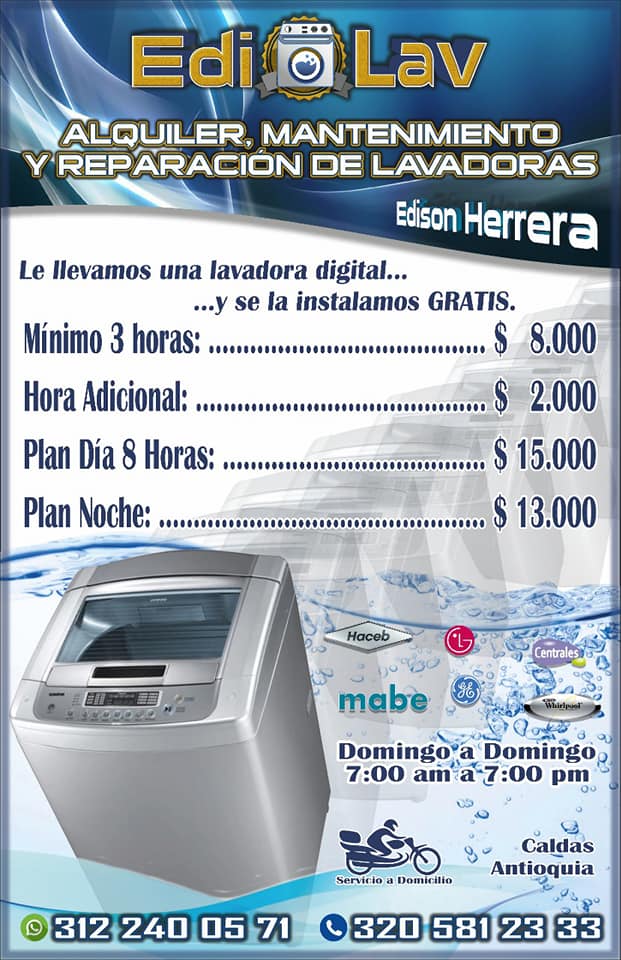 Edi Lav
ALQUILER, MANTENIMIENTO
Y REPARACIÓN DE LAVADORAS
Edison Herrera
Le llevamos una lavadora digital...
...y se la instalamos GRATIS.
Mínimo 3 horas: ........................................ $ 8.000
Hora Adicional: .......................................... $ 2.000
Plan Día 8 Horas: ...................................... $ 15.000
Plan Noche: ............................................... $ 13.000
Haceb
LG
Centrales
mabe
GE
Whirlpool
Domingo a Domingo
7:00 am a 7:00 pm
Servicio a Domicilio
Caldas
Antioquia
312 240 05 71
320 581 23 33